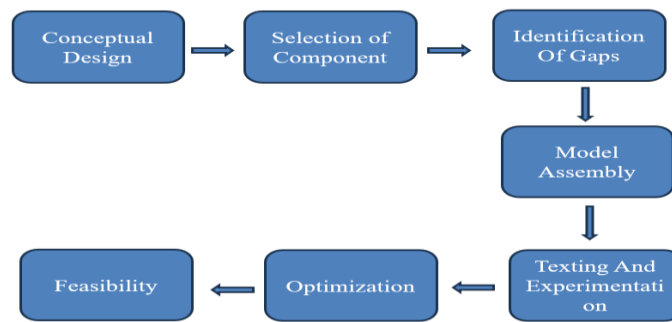 Conceptual
Design
Selection of
Component
Identification
Of Gaps
Model
Assembly
Texting And
Experimentati
on
Optimization
Feasibility